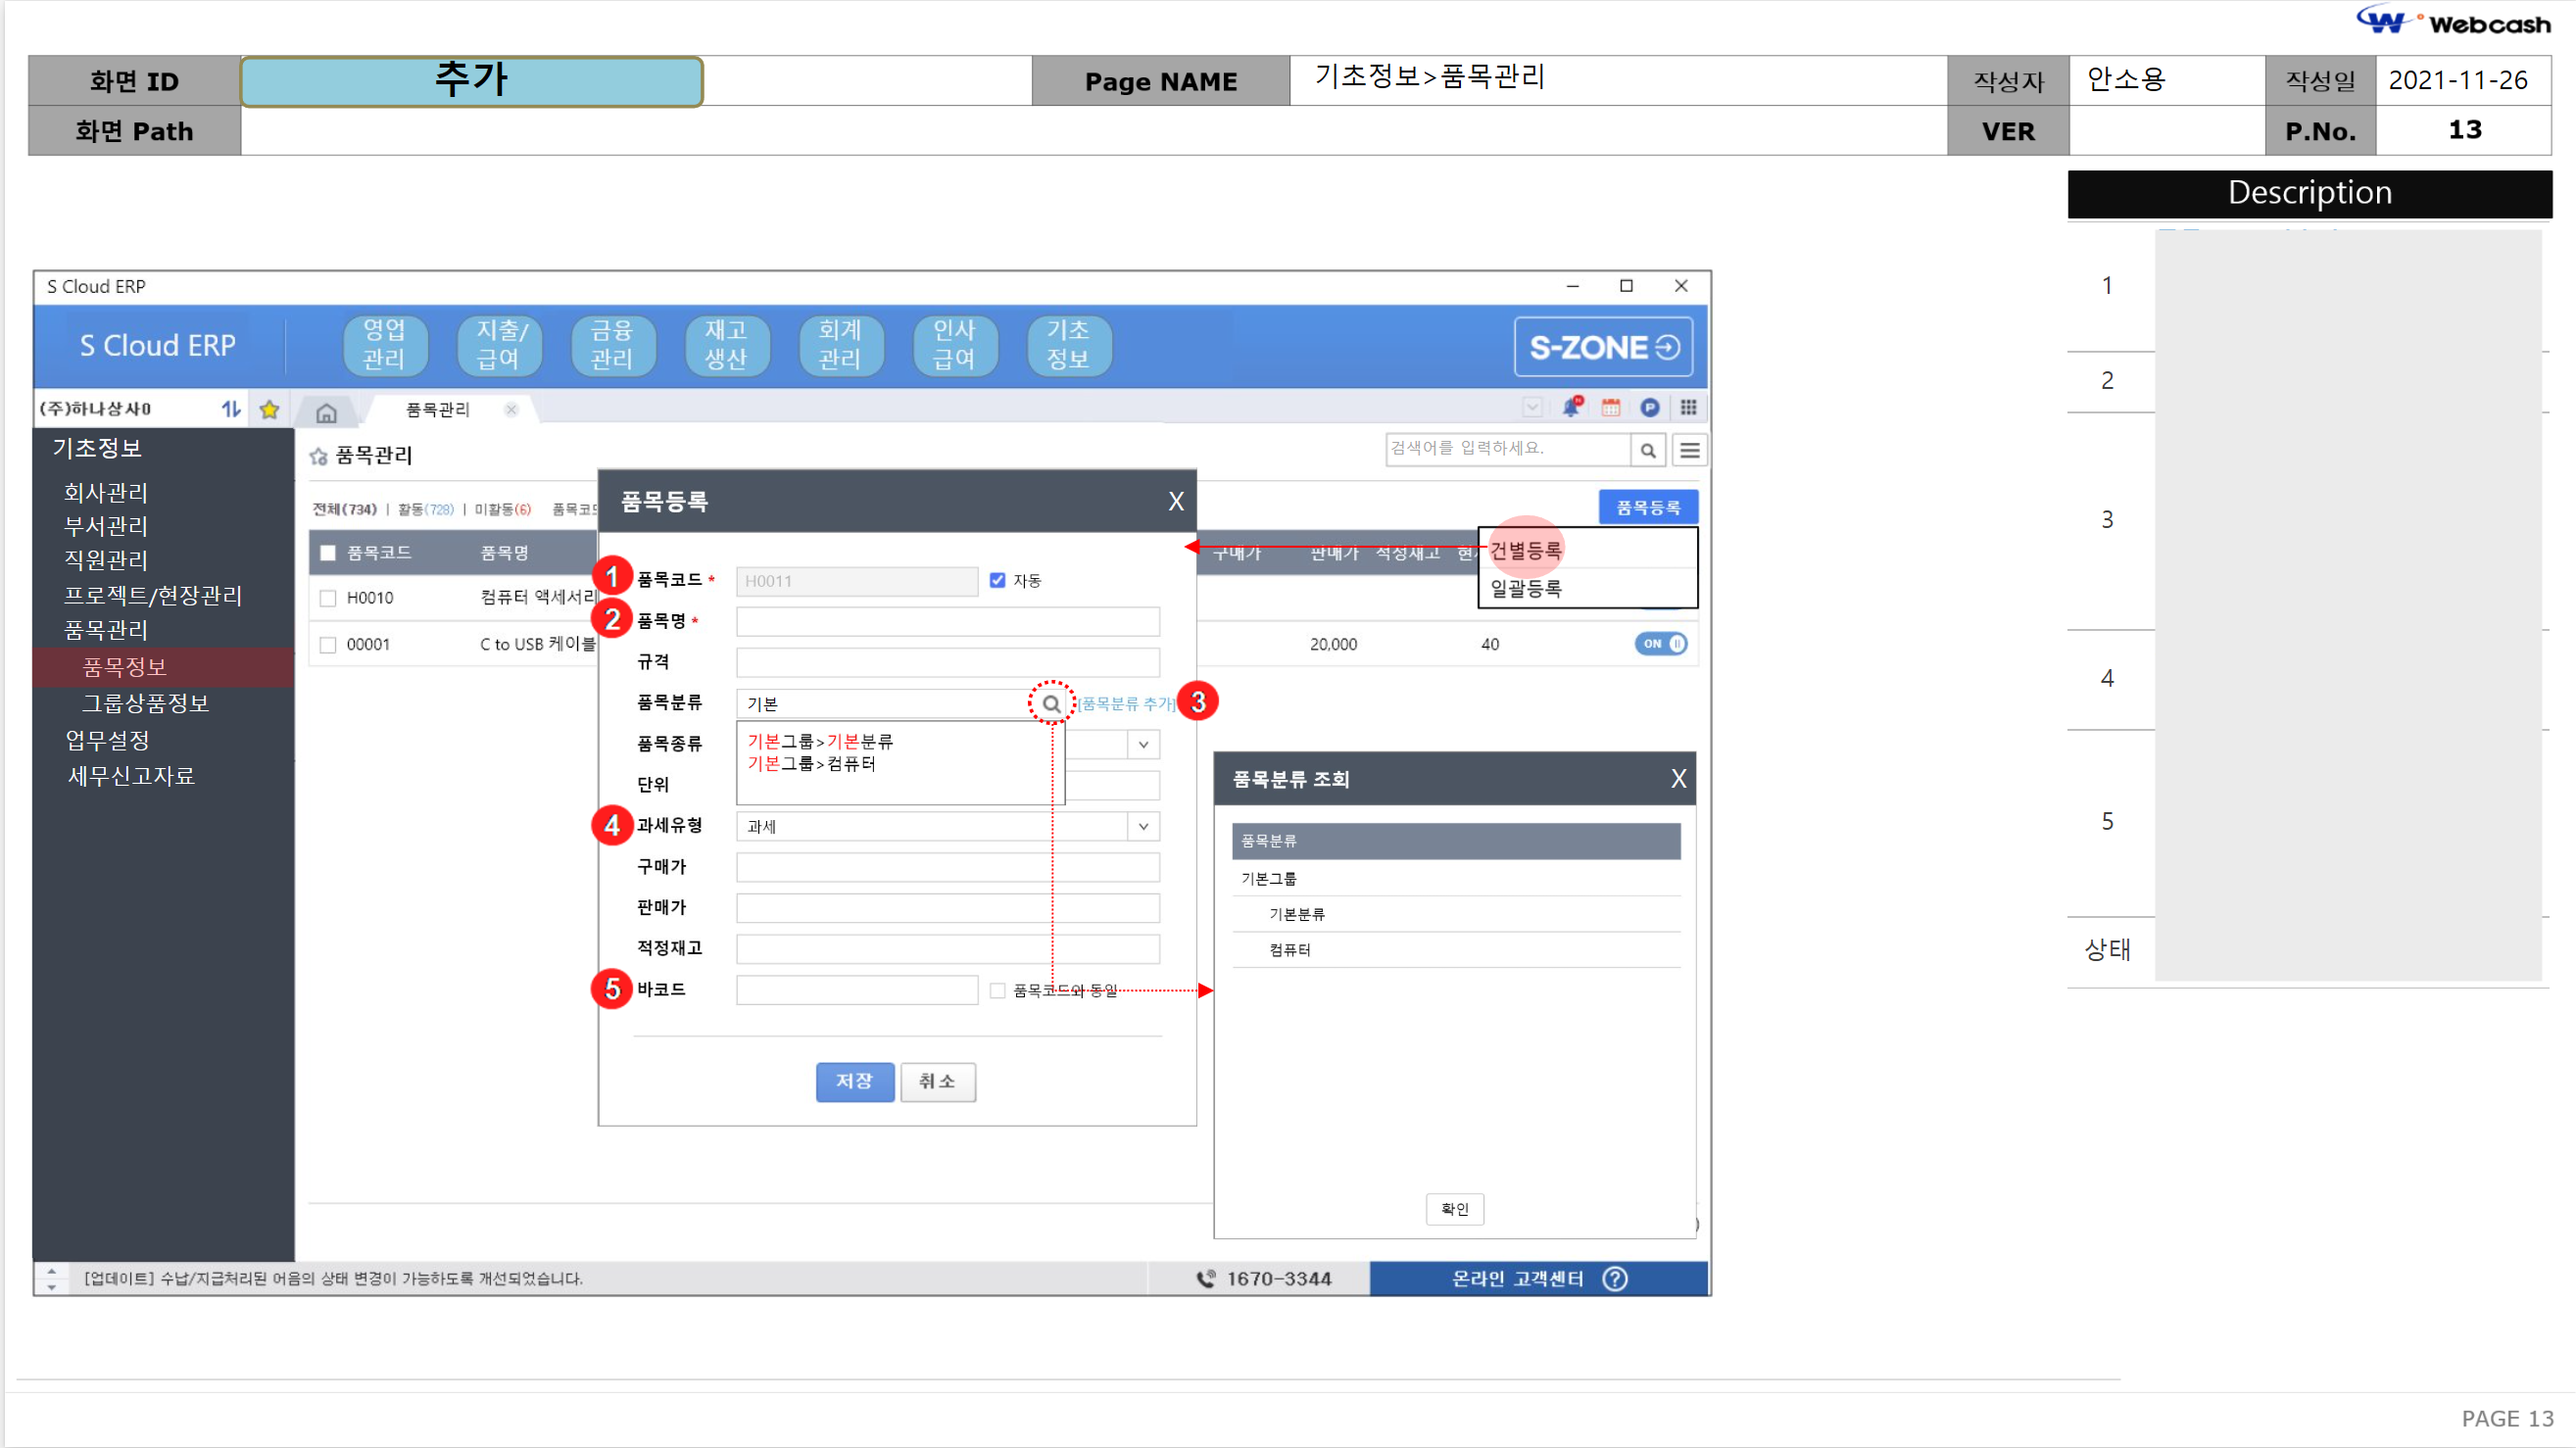 Webcash
화면 ID 추가 Page NAME 기초정보>품목관리 작성자 안소용 작성일 2021-11-26
화면 Path VER P.No. 13
Description
1
2
3
4
5
상태
S Cloud ERP
S Cloud ERP
영업
관리
지출/
급여
금융
관리
재고
생산
회계
관리
인사
급여
기초
정보
S-ZONE
(주)하나상사0
품목관리
기초정보
회사관리
부서관리
직원관리
프로젝트/현장관리
품목관리
품목정보
그룹상품정보
업무설정
세무신고자료
품목관리
검색어를 입력하세요.
전체(734) | 활동(728) | 미활동(6) 품목코
품목등록
건별등록
일괄등록
품목코드 품목명 구매가 판매가 적정재고 현
H0010 컴퓨터 액세서리
00001 C to USB 케이블 20,000 40 ON
품목등록 X
1 품목코드 * H0011 자동
2 품목명 *
규격
품목분류 기본 [품목분류 추가] 3
기본그룹>기본분류
기본그룹>컴퓨터
품목종류
단위
4 과세유형 과세
구매가
판매가
적정재고
5 바코드 품목코드와 동일
저장 취소
품목분류 조회 X
품목분류
기본그룹
기본분류
컴퓨터
확인
[업데이트] 수납/지급처리된 어음의 상태 변경이 가능하도록 개선되었습니다.
1670-3344
온라인 고객센터 ?
PAGE 13